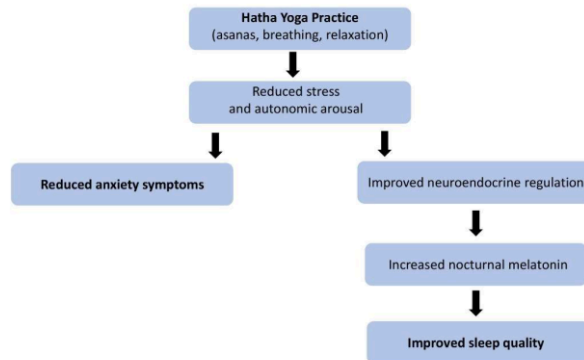 Hatha Yoga Practice
(asanas, breathing, relaxation)
Reduced stress
and autonomic arousal
Reduced anxiety symptoms
Improved neuroendocrine regulation
Increased nocturnal melatonin
Improved sleep quality